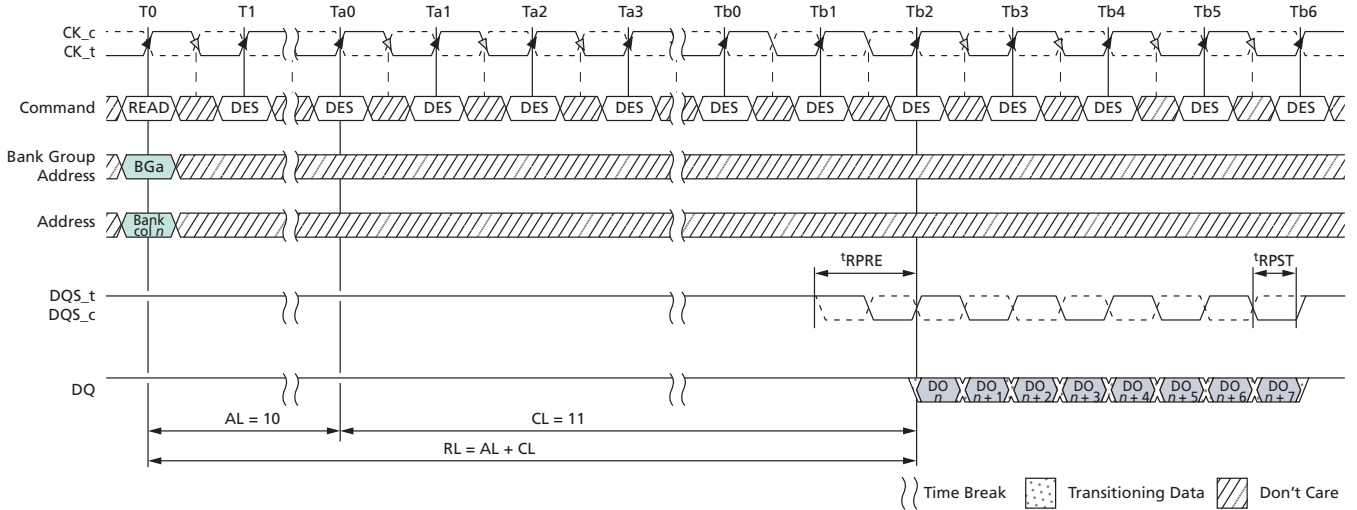 T0 T1 Ta0 Ta1 Ta2 Ta3 Tb0 Tb1 Tb2 Tb3 Tb4 Tb5 Tb6
CK_c
CK_t
Command READ DES DES DES DES DES DES DES DES DES DES DES DES
Bank Group
Address
BGa
Address
Bank
col n
tRPRE tRPST
DQS_t
DQS_c
DQ
DO DO DO DO DO DO DO DO
n n + 1 n + 2 n + 3 n + 4 n + 5 n + 6 n + 7
AL = 10 CL = 11
RL = AL + CL
Time Break Transitioning Data Don't Care